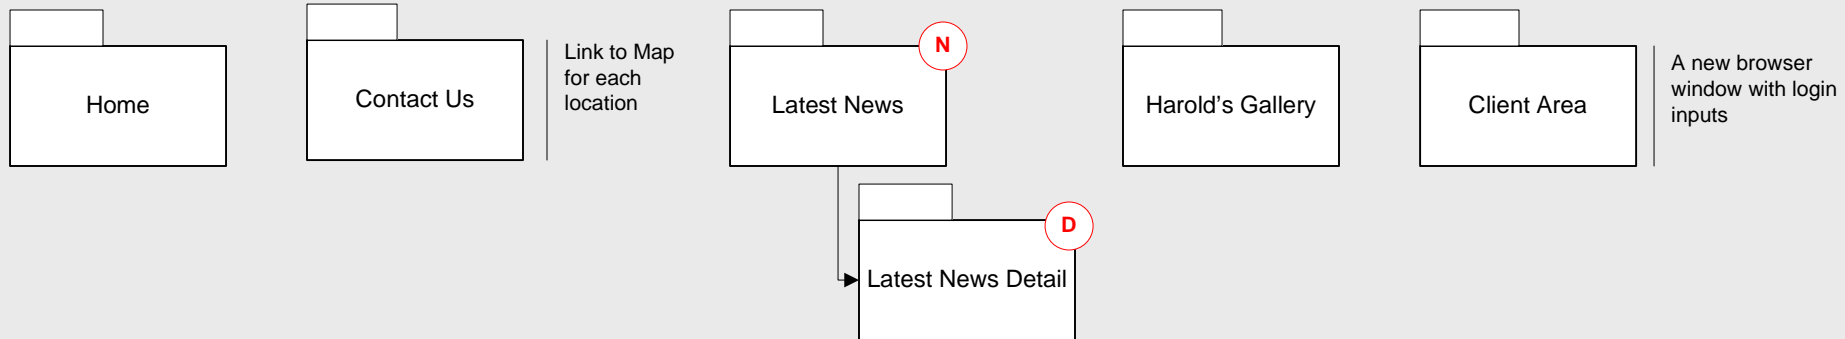 Home
Contact Us
Link to Map
for each
location
N
Latest News
Harold's Gallery
Client Area
A new browser
window with login
inputs
D
Latest News Detail